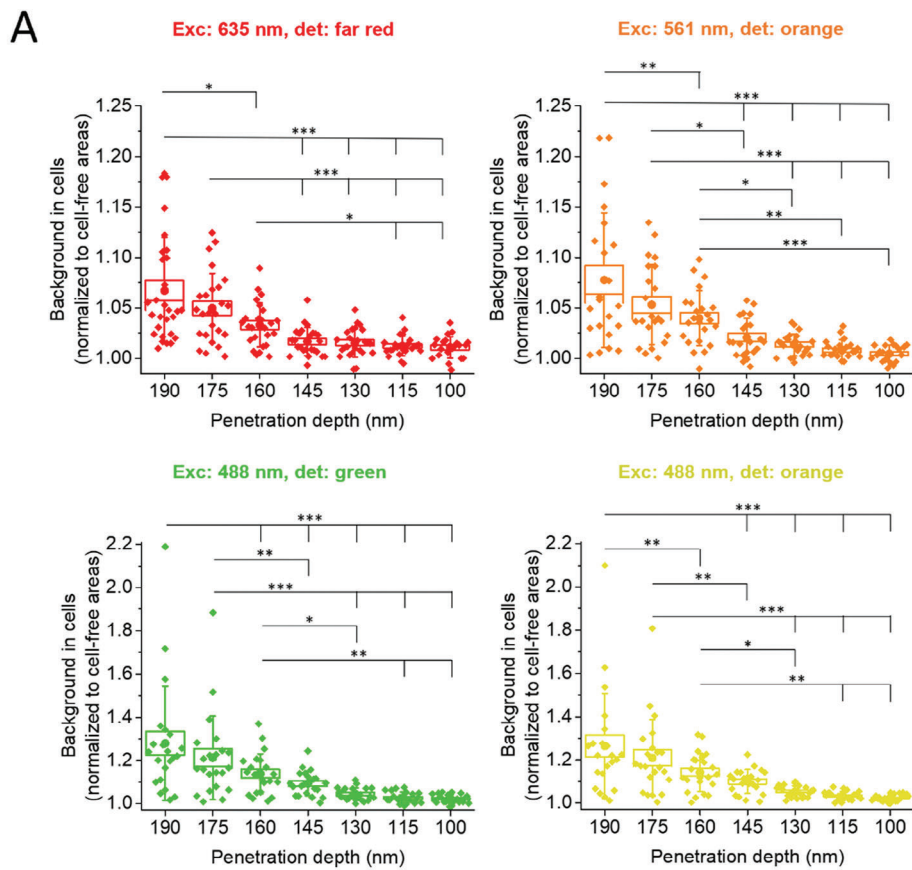 A
Exc: 635 nm, det: far red
Background in cells
(normalized to cell-free areas)
1.25
1.20
1.15
1.10
1.05
1.00
*
***
***
*
190 175 160 145 130 115 100
Penetration depth (nm)
Exc: 561 nm, det: orange
Background in cells
(normalized to cell-free areas)
1.25
1.20
1.15
1.10
1.05
1.00
**
***
*
***
*
**
***
190 175 160 145 130 115 100
Penetration depth (nm)
Exc: 488 nm, det: green
Background in cells
(normalized to cell-free areas)
2.2
2.0
1.8
1.6
1.4
1.2
1.0
***
**
***
*
**
190 175 160 145 130 115 100
Penetration depth (nm)
Exc: 488 nm, det: orange
Background in cells
(normalized to cell-free areas)
2.2
2.0
1.8
1.6
1.4
1.2
1.0
***
**
**
***
*
**
190 175 160 145 130 115 100
Penetration depth (nm)